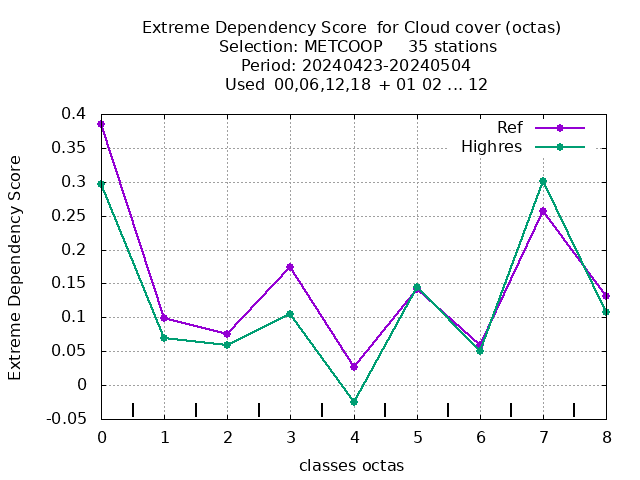 Extreme Dependency Score  for Cloud cover (octas)
Selection: METCOOP     35 stations
Period: 20240423-20240504
Used  00,06,12,18 + 01 02 ... 12
Ref
Highres
Extreme Dependency Score
0.4
0.35
0.3
0.25
0.2
0.15
0.1
0.05
0
-0.05
0 1 2 3 4 5 6 7 8
classes octas